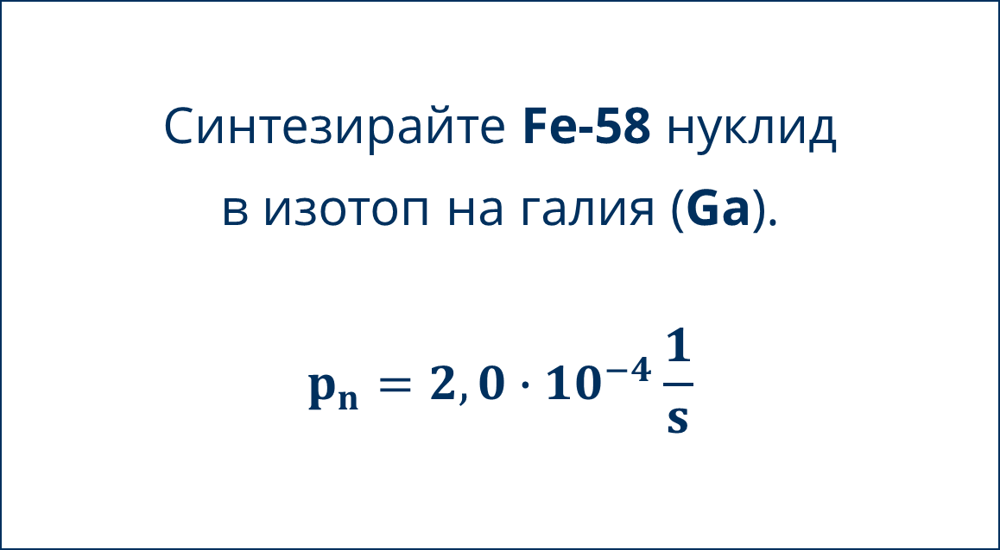 Синтезирайте Fe-58 нуклид
в изотоп на галия (Ga).
pₙ = 2,0 · 10⁻⁴ 1/s